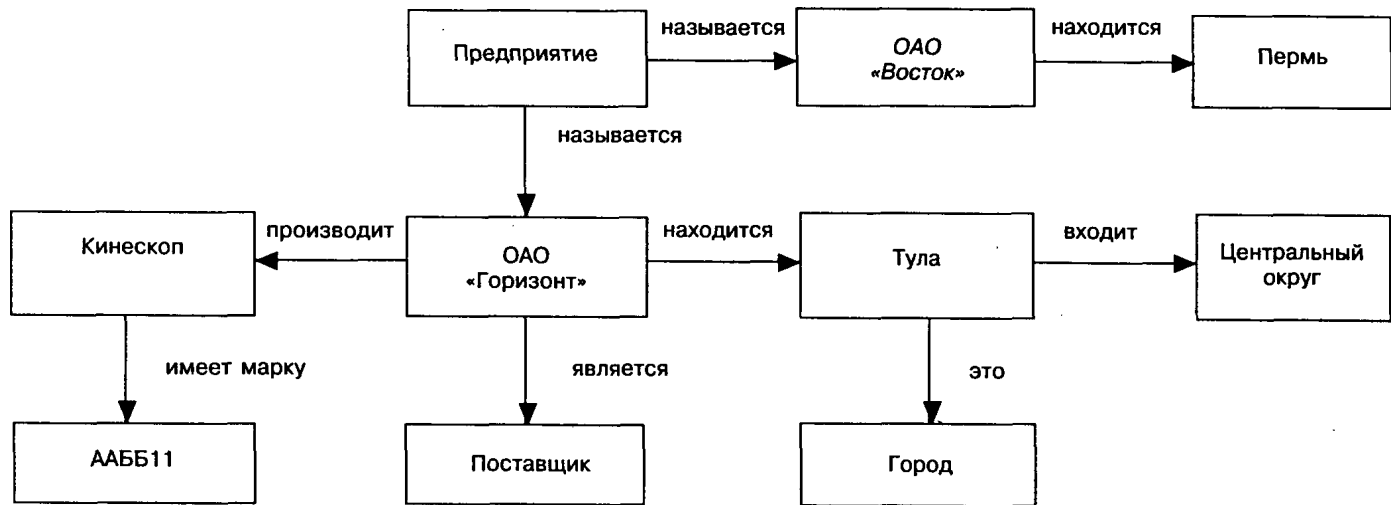 Предприятие
называется
ОАО
«Восток»
находится
Пермь
называется
Кинескоп
производит
ОАО
«Горизонт»
находится
Тула
входит
Центральный
округ
имеет марку
является
это
ААББ11
Поставщик
Город